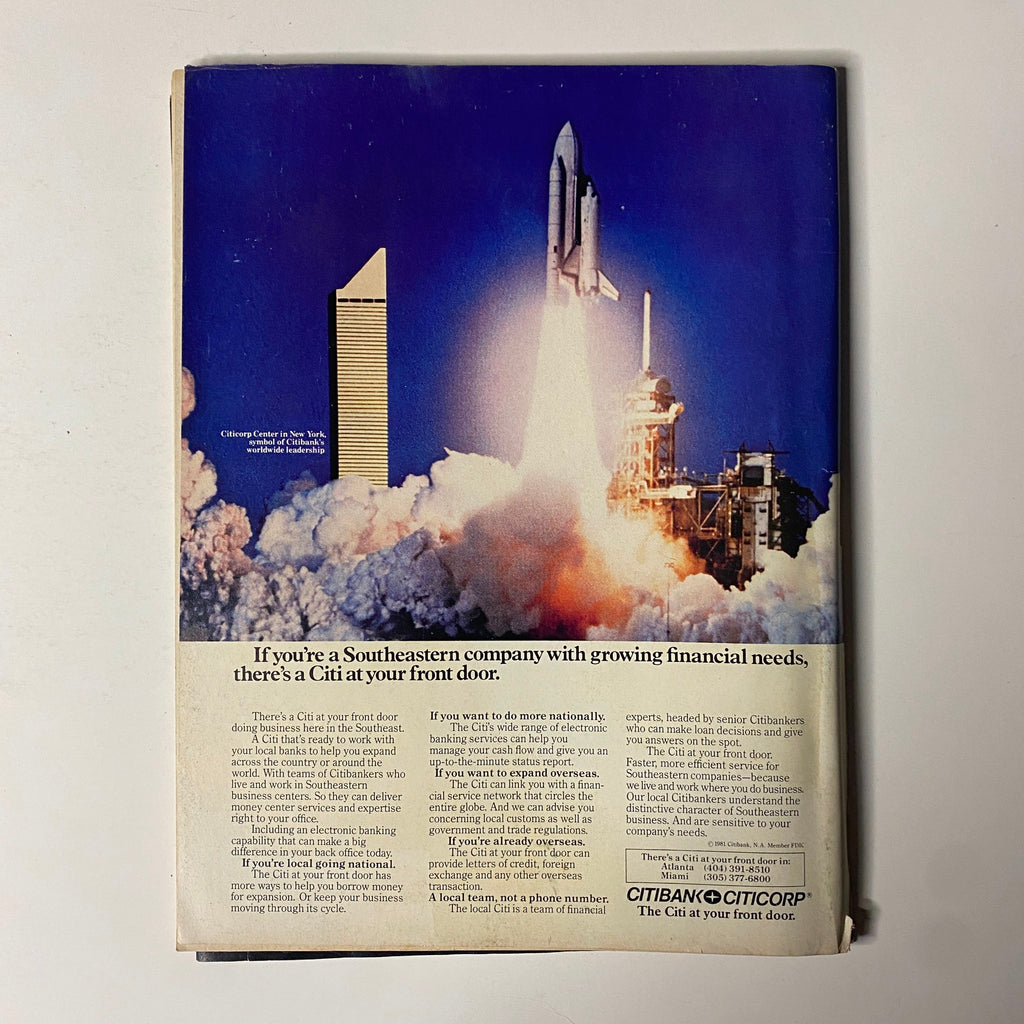 Citicorp Center in New York,
symbol of Citibank's
worldwide leadership
If you're a Southeastern company with growing financial needs,
there's a Citi at your front door.
There's a Citi at your front door
doing business here in the Southeast.
A Citi that's ready to work with
your local banks to help you expand
across the country or around the
world. With teams of Citibankers who
live and work in Southeastern
business centers. So they can deliver
money center services and expertise
right to your office.
Including an electronic banking
capability that can make a big
difference in your back office today.
If you're local going national.
The Citi at your front door has
more ways to help you borrow money
for expansion. Or keep your business
moving through its cycle.
If you want to do more nationally.
The Citi's wide range of electronic
banking services can help you
manage your cash flow and give you an
up-to-the-minute status report.
If you want to expand overseas.
The Citi can link you with a finan-
cial service network that circles the
entire globe. And we can advise you
concerning local customs as well as
government and trade regulations.
If you're already overseas.
The Citi at your front door can
provide letters of credit, foreign
exchange and any other overseas
transaction.
A local team, not a phone number.
The local Citi is a team of financial
experts, headed by senior Citibankers
who can make loan decisions and give
you answers on the spot.
The Citi at your front door.
Faster, more efficient service for
Southeastern companies—because
we live and work where you do business.
Our local Citibankers understand the
distinctive character of Southeastern
business. And are sensitive to your
company's needs.
© 1981 Citibank, N.A. Member FDIC
There's a Citi at your front door in:
Atlanta (404) 391-8510
Miami (305) 377-6800
CITIBANK CITICORP®
The Citi at your front door.